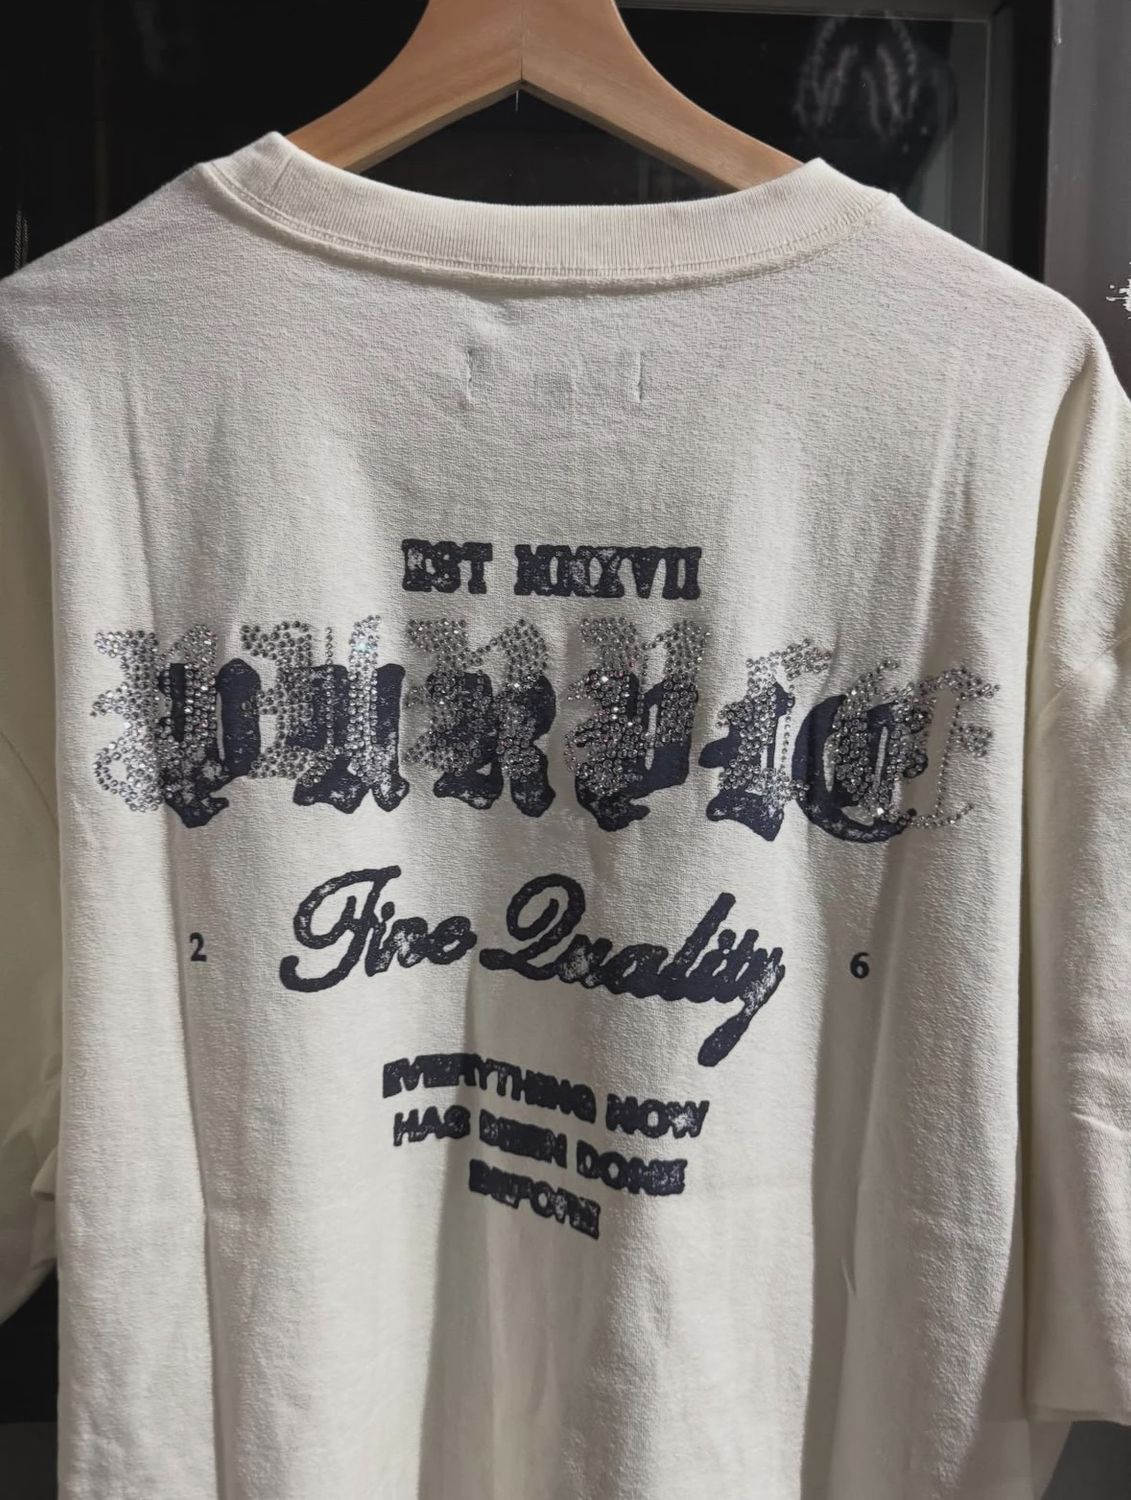 EST MMXVII
Fine Quality
2 6
EVERYTHING NOW
HAS BEEN DONE
BEFORE